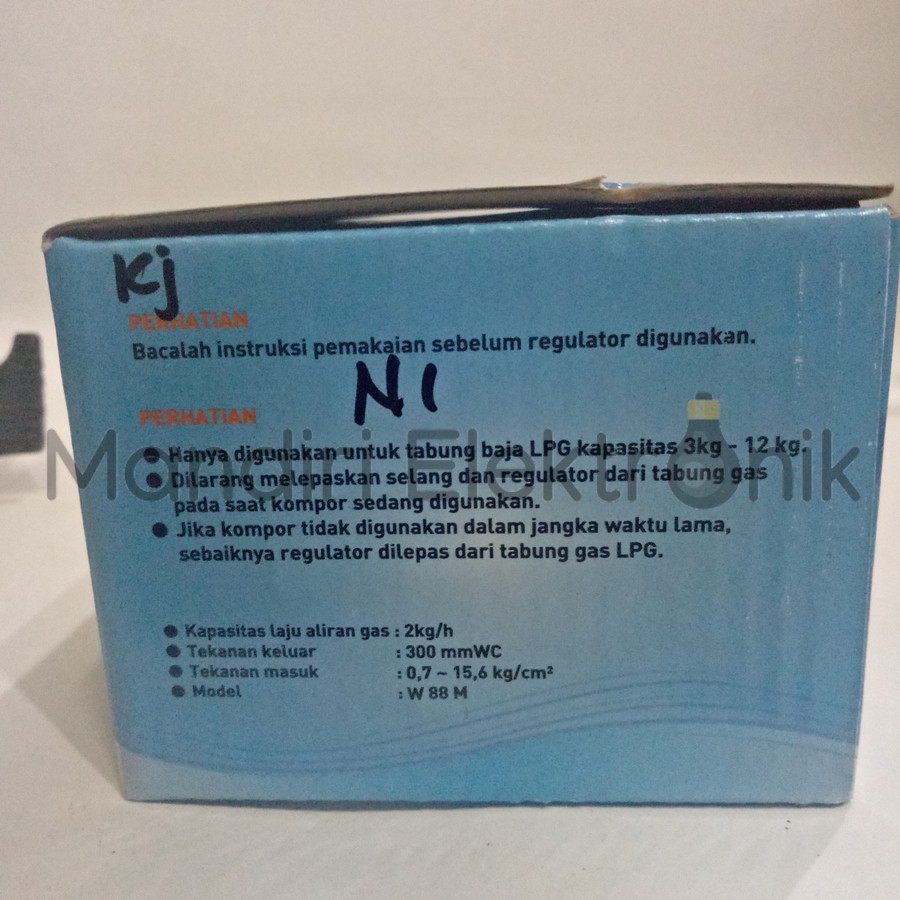 Kj
PERHATIAN
Bacalah instruksi pemakaian sebelum regulator digunakan.
N1
PERHATIAN
● Hanya digunakan untuk tabung baja LPG kapasitas 3kg - 12 kg.
Mandiri Elektronik
● Dilarang melepaskan selang dan regulator dari tabung gas
pada saat kompor sedang digunakan.
● Jika kompor tidak digunakan dalam jangka waktu lama,
sebaiknya regulator dilepas dari tabung gas LPG.
● Kapasitas laju aliran gas : 2kg/h
● Tekanan keluar : 300 mmWC
● Tekanan masuk : 0,7 ~ 15,6 kg/cm²
● Model : W 88 M